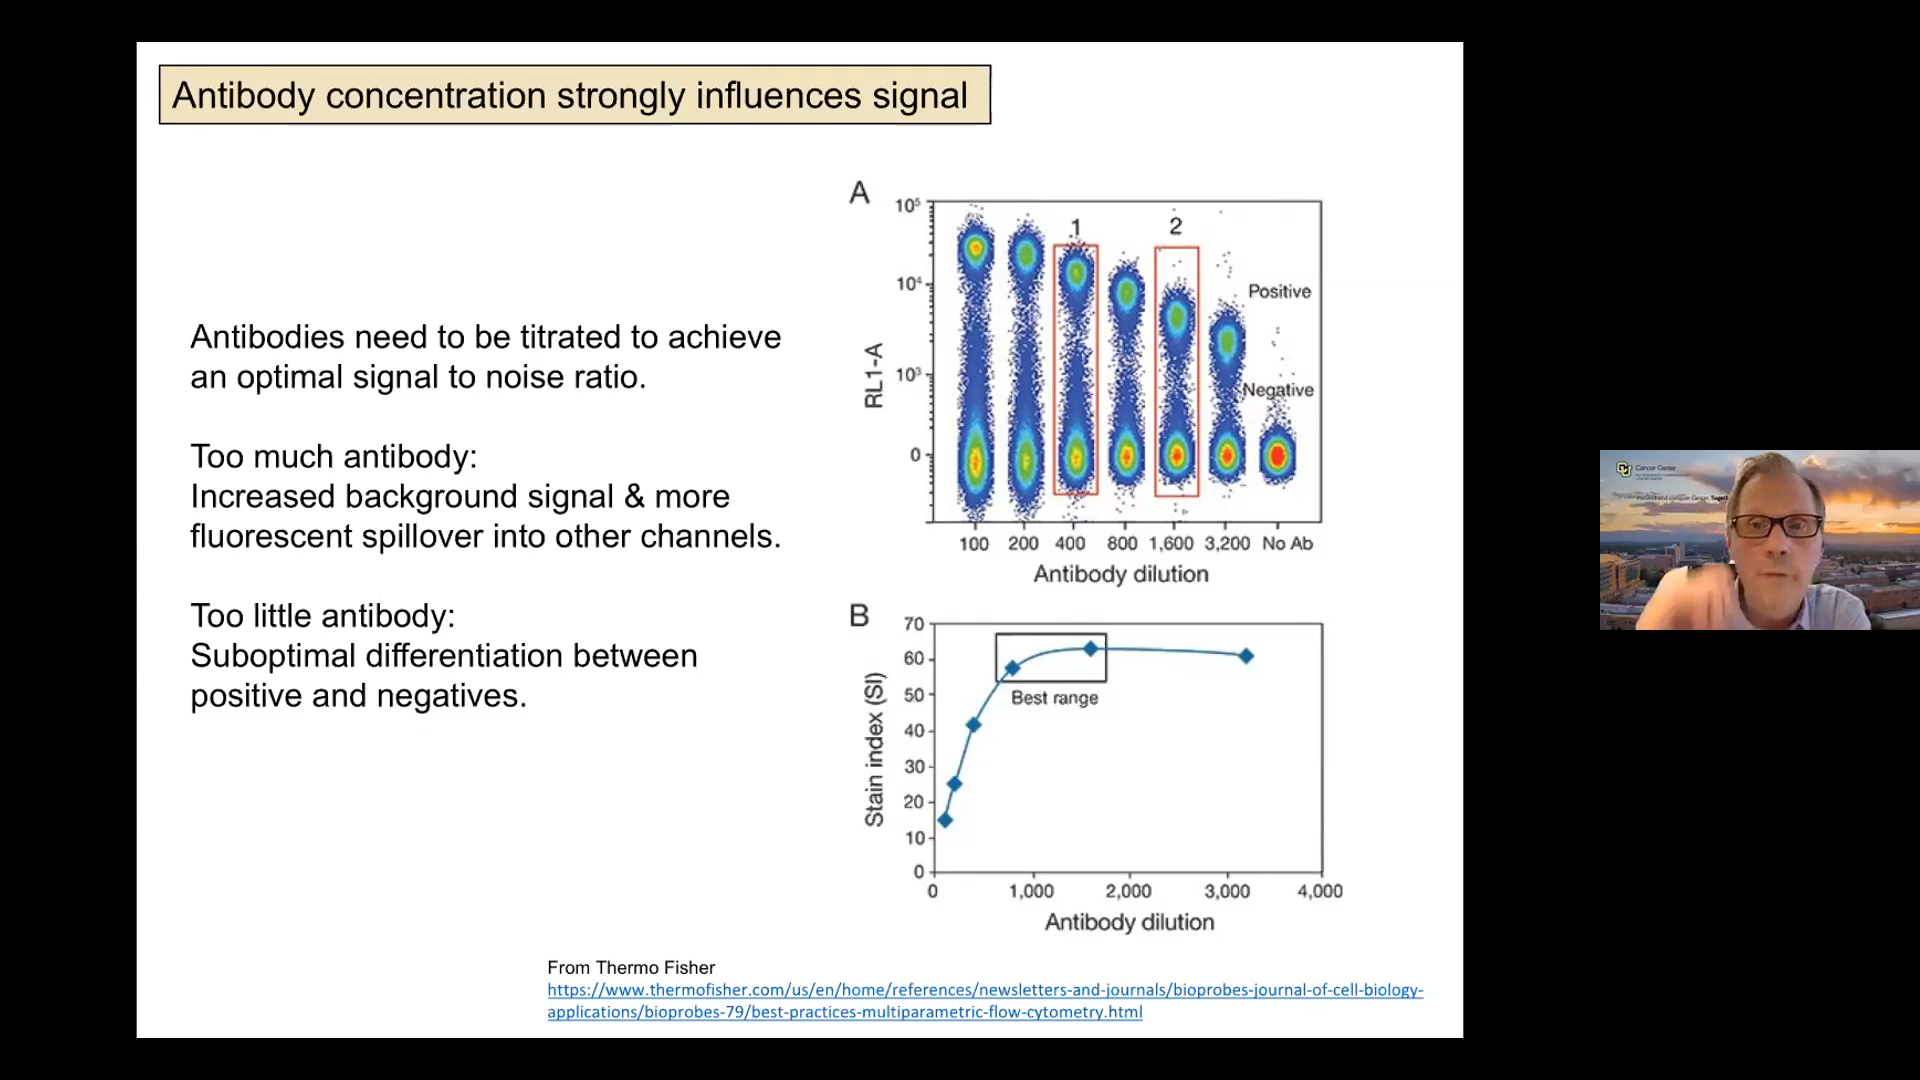 Antibody concentration strongly influences signal
Antibodies need to be titrated to achieve
an optimal signal to noise ratio.
Too much antibody:
Increased background signal & more
fluorescent spillover into other channels.
Too little antibody:
Suboptimal differentiation between
positive and negatives.
A
10⁵
10⁴
10³
0
RL1-A
1
2
Positive
Negative
100 200 400 800 1,600 3,200 No Ab
Antibody dilution
B
70
60
50
40
30
20
10
0
Stain index (SI)
Best range
0 1,000 2,000 3,000 4,000
Antibody dilution
From Thermo Fisher
https://www.thermofisher.com/us/en/home/references/newsletters-and-journals/bioprobes-journal-of-cell-biology-
applications/bioprobes-79/best-practices-multiparametric-flow-cytometry.html
Cancer Center